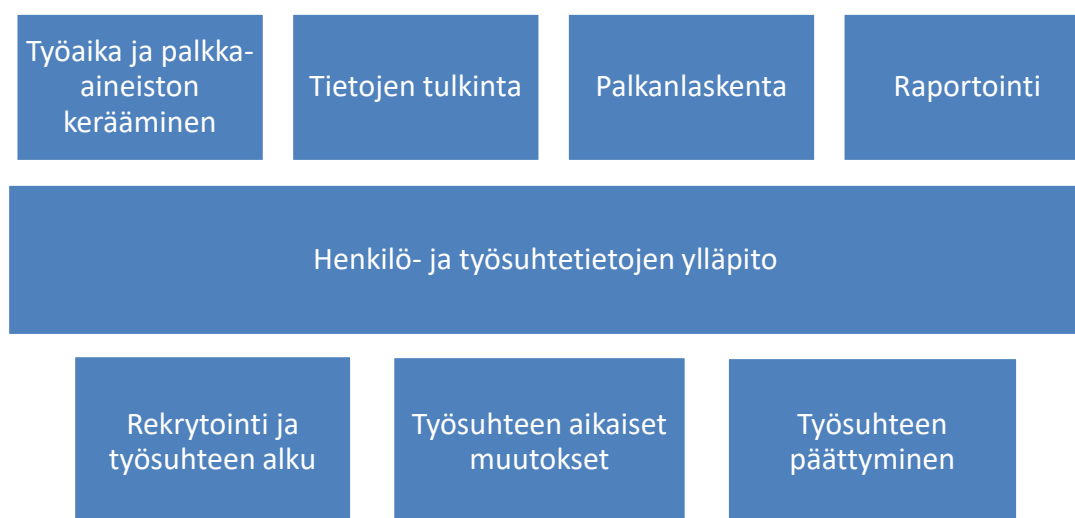 Työaika ja palkka-
aineiston
kerääminen
Tietojen tulkinta
Palkanlaskenta
Raportointi
Henkilö- ja työsuhtetietojen ylläpito
Rekrytointi ja
työsuhteen alku
Työsuhteen aikaiset
muutokset
Työsuhteen
päättyminen